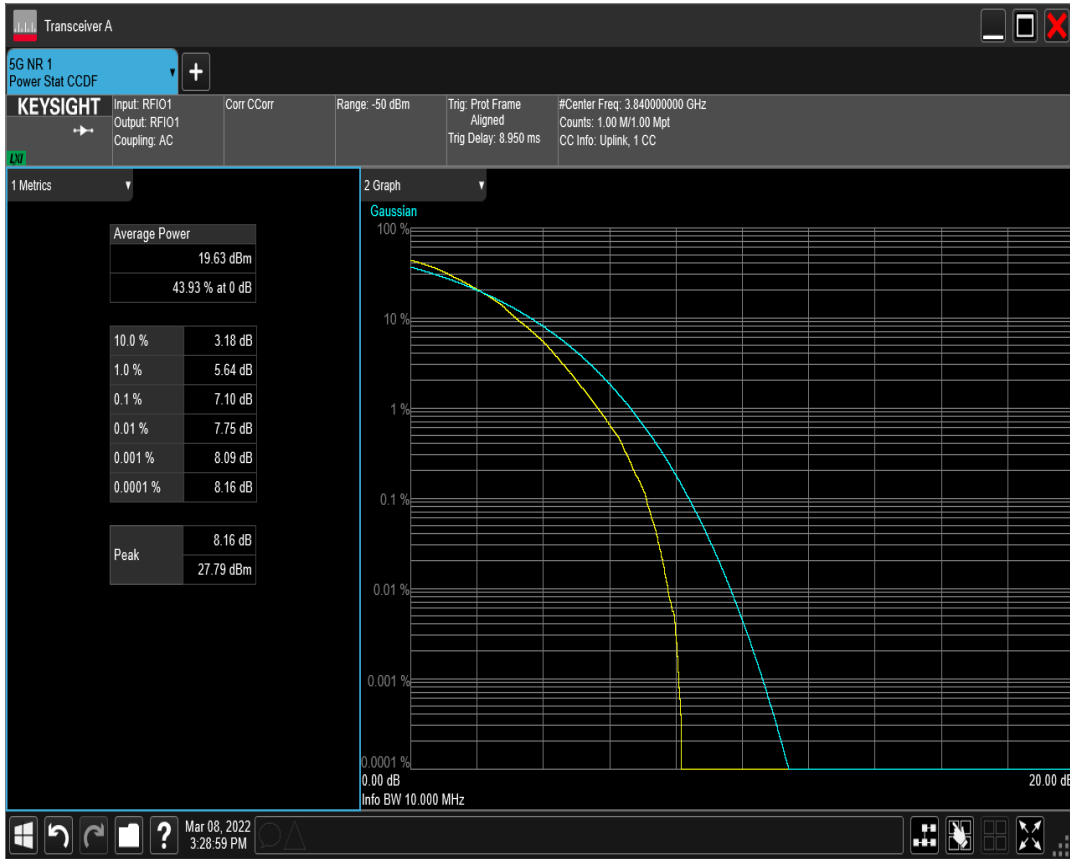 Transceiver A
5G NR 1
Power Stat CCDF
+
KEYSIGHT
LXI
Input: RFIO1
Output: RFIO1
Coupling: AC
Corr CCorr
Range: -50 dBm
Trig: Prot Frame
Aligned
Trig Delay: 8.950 ms
#Center Freq: 3.840000000 GHz
Counts: 1.00 M/1.00 Mpt
CC Info: Uplink, 1 CC
1 Metrics
Average Power
19.63 dBm
43.93 % at 0 dB
10.0 % 3.18 dB
1.0 % 5.64 dB
0.1 % 7.10 dB
0.01 % 7.75 dB
0.001 % 8.09 dB
0.0001 % 8.16 dB
Peak
8.16 dB
27.79 dBm
2 Graph
Gaussian
100 %
10 %
1 %
0.1 %
0.01 %
0.001 %
0.0001 %
0.00 dB
20.00 dB
Info BW 10.000 MHz
?
Mar 08, 2022
3:28:59 PM